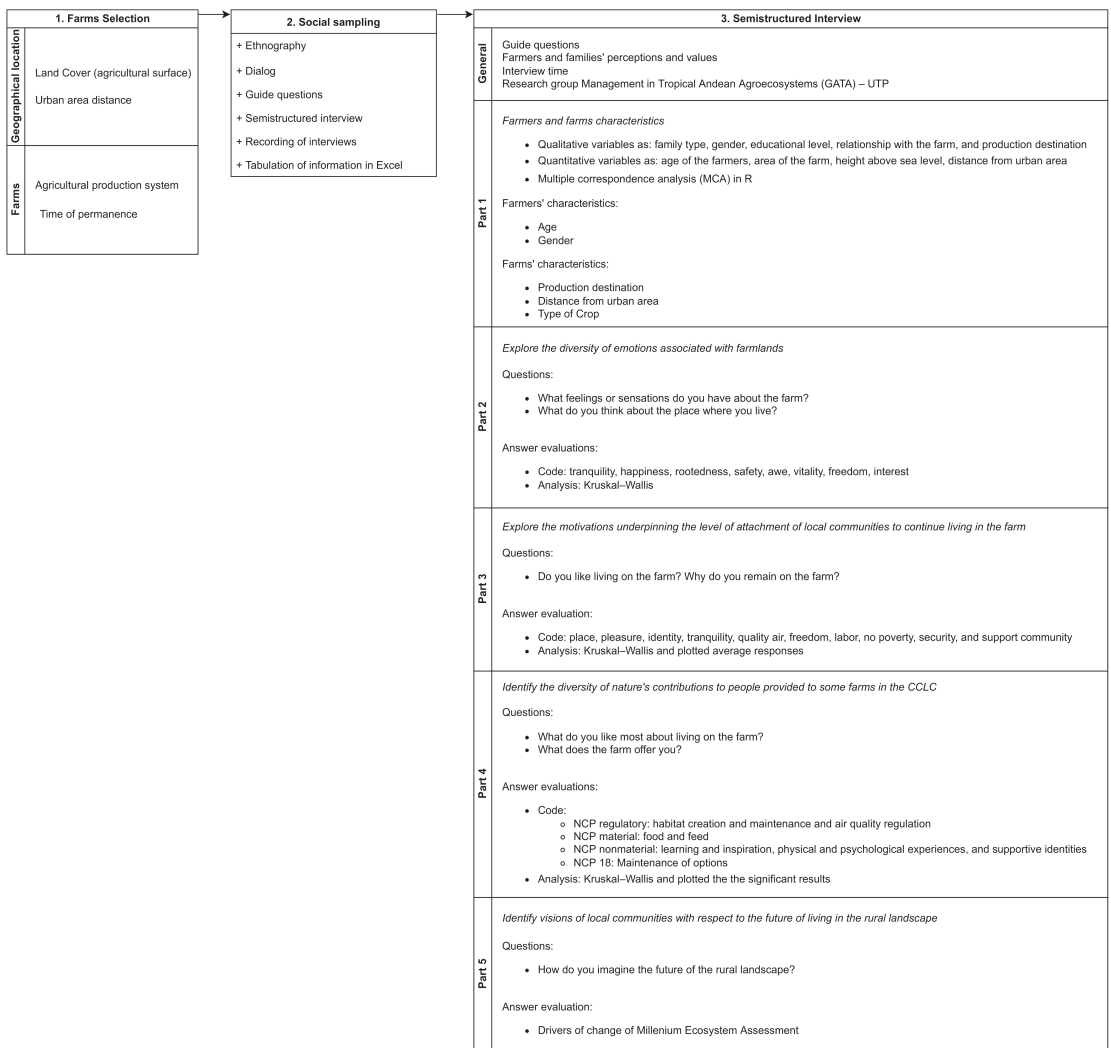 1. Farms Selection
Geographical location
Land Cover (agricultural surface)
Urban area distance
Farms
Agricultural production system
Time of permanence
2. Social sampling
+ Ethnography
+ Dialog
+ Guide questions
+ Semistructured interview
+ Recording of interviews
+ Tabulation of information in Excel
3. Semistructured Interview
General
Guide questions
Farmers and families' perceptions and values
Interview time
Research group Management in Tropical Andean Agroecosystems (GATA) – UTP
Part 1
Farmers and farms characteristics
• Qualitative variables as: family type, gender, educational level, relationship with the farm, and production destination
• Quantitative variables as: age of the farmers, area of the farm, height above sea level, distance from urban area
• Multiple correspondence analysis (MCA) in R
Farmers' characteristics:
• Age
• Gender
Farms' characteristics:
• Production destination
• Distance from urban area
• Type of Crop
Part 2
Explore the diversity of emotions associated with farmlands
Questions:
• What feelings or sensations do you have about the farm?
• What do you think about the place where you live?
Answer evaluations:
• Code: tranquility, happiness, rootedness, safety, awe, vitality, freedom, interest
• Analysis: Kruskal–Wallis
Part 3
Explore the motivations underpinning the level of attachment of local communities to continue living in the farm
Questions:
• Do you like living on the farm? Why do you remain on the farm?
Answer evaluation:
• Code: place, pleasure, identity, tranquility, quality air, freedom, labor, no poverty, security, and support community
• Analysis: Kruskal–Wallis and plotted average responses
Part 4
Identify the diversity of nature's contributions to people provided to some farms in the CCLC
Questions:
• What do you like most about living on the farm?
• What does the farm offer you?
Answer evaluations:
• Code:
○ NCP regulatory: habitat creation and maintenance and air quality regulation
○ NCP material: food and feed
○ NCP nonmaterial: learning and inspiration, physical and psychological experiences, and supportive identities
○ NCP 18: Maintenance of options
• Analysis: Kruskal–Wallis and plotted the the significant results
Part 5
Identify visions of local communities with respect to the future of living in the rural landscape
Questions:
• How do you imagine the future of the rural landscape?
Answer evaluation:
• Drivers of change of Millenium Ecosystem Assessment